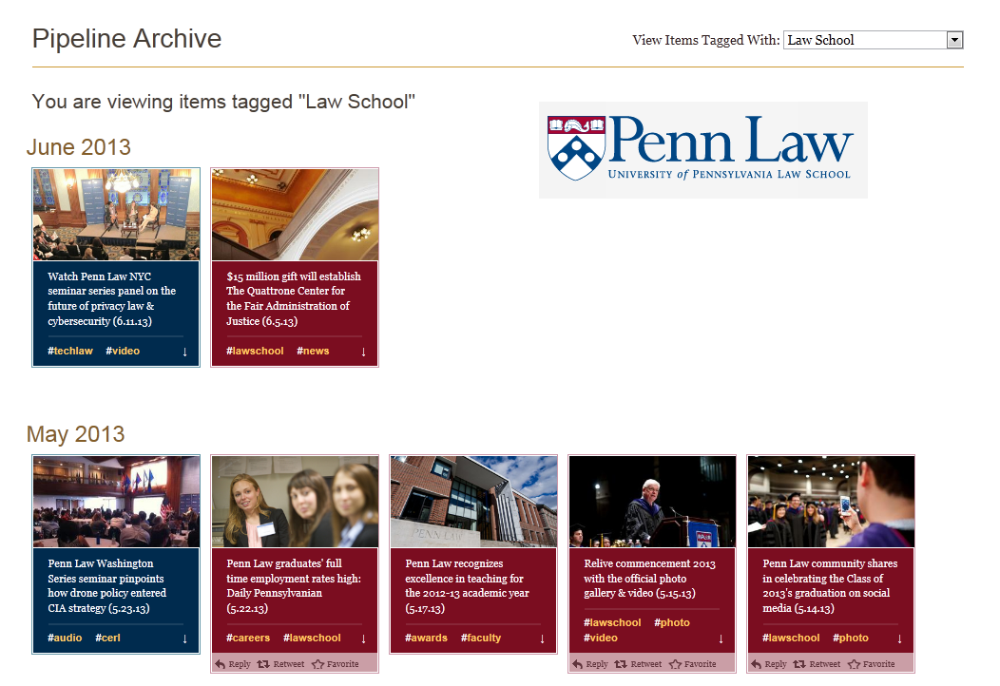 Pipeline Archive
View Items Tagged With: Law School
You are viewing items tagged "Law School"
Penn Law
University of Pennsylvania Law School
June 2013
Watch Penn Law NYC
seminar series panel on the
future of privacy law &
cybersecurity (6.11.13)
#techlaw #video ↓
$15 million gift will establish
The Quattrone Center for
the Fair Administration of
Justice (6.5.13)
#lawschool #news ↓
May 2013
Penn Law Washington
Series seminar pinpoints
how drone policy entered
CIA strategy (5.23.13)
#audio #cerl ↓
Penn Law graduates' full
time employment rates high:
Daily Pennsylvanian
(5.22.13)
#careers #lawschool ↓
Reply Retweet Favorite
PENN LAW
Penn Law recognizes
excellence in teaching for
the 2012-13 academic year
(5.17.13)
#awards #faculty ↓
Relive commencement 2013
with the official photo
gallery & video (5.15.13)
#lawschool #photo
#video ↓
Reply Retweet Favorite
Penn Law community shares
in celebrating the Class of
2013's graduation on social
media (5.14.13)
#lawschool #photo ↓
Reply Retweet Favorite